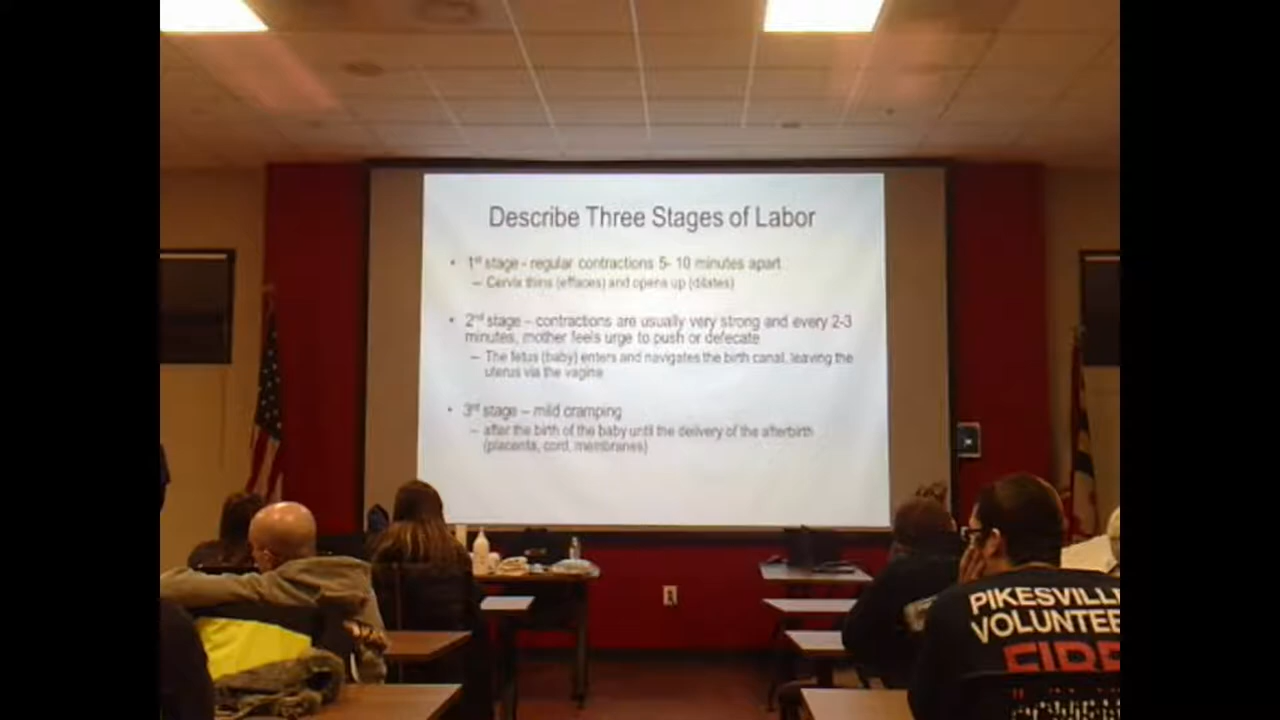 Describe Three Stages of Labor
• 1st stage - regular contractions 5- 10 minutes apart
– Cervix thins (effaces) and opens up (dilates)
• 2nd stage – contractions are usually very strong and every 2-3
minutes, mother feels urge to push or defecate
– The fetus (baby) enters and navigates the birth canal, leaving the
uterus via the vagina
• 3rd stage – mild cramping
– after the birth of the baby until the delivery of the afterbirth
(placenta, cord, membranes)
PIKESVILLE
VOLUNTEE
FIRE